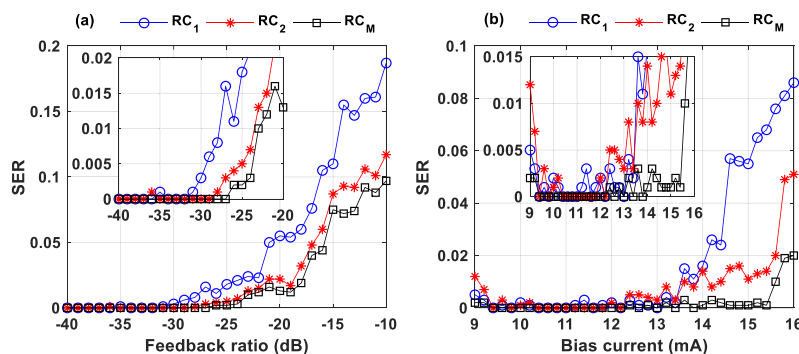 (a) RC1 RC2 RCM
0.2
0.15
0.1
0.05
0
SER
0.02
0.015
0.01
0.005
0
-40 -35 -30 -25 -20
-40 -35 -30 -25 -20 -15 -10
Feedback ratio (dB)
(b) RC1 RC2 RCM
0.1
0.08
0.06
0.04
0.02
0
SER
0.015
0.01
0.005
0
9 10 11 12 13 14 15 16
9 10 11 12 13 14 15 16
Bias current (mA)